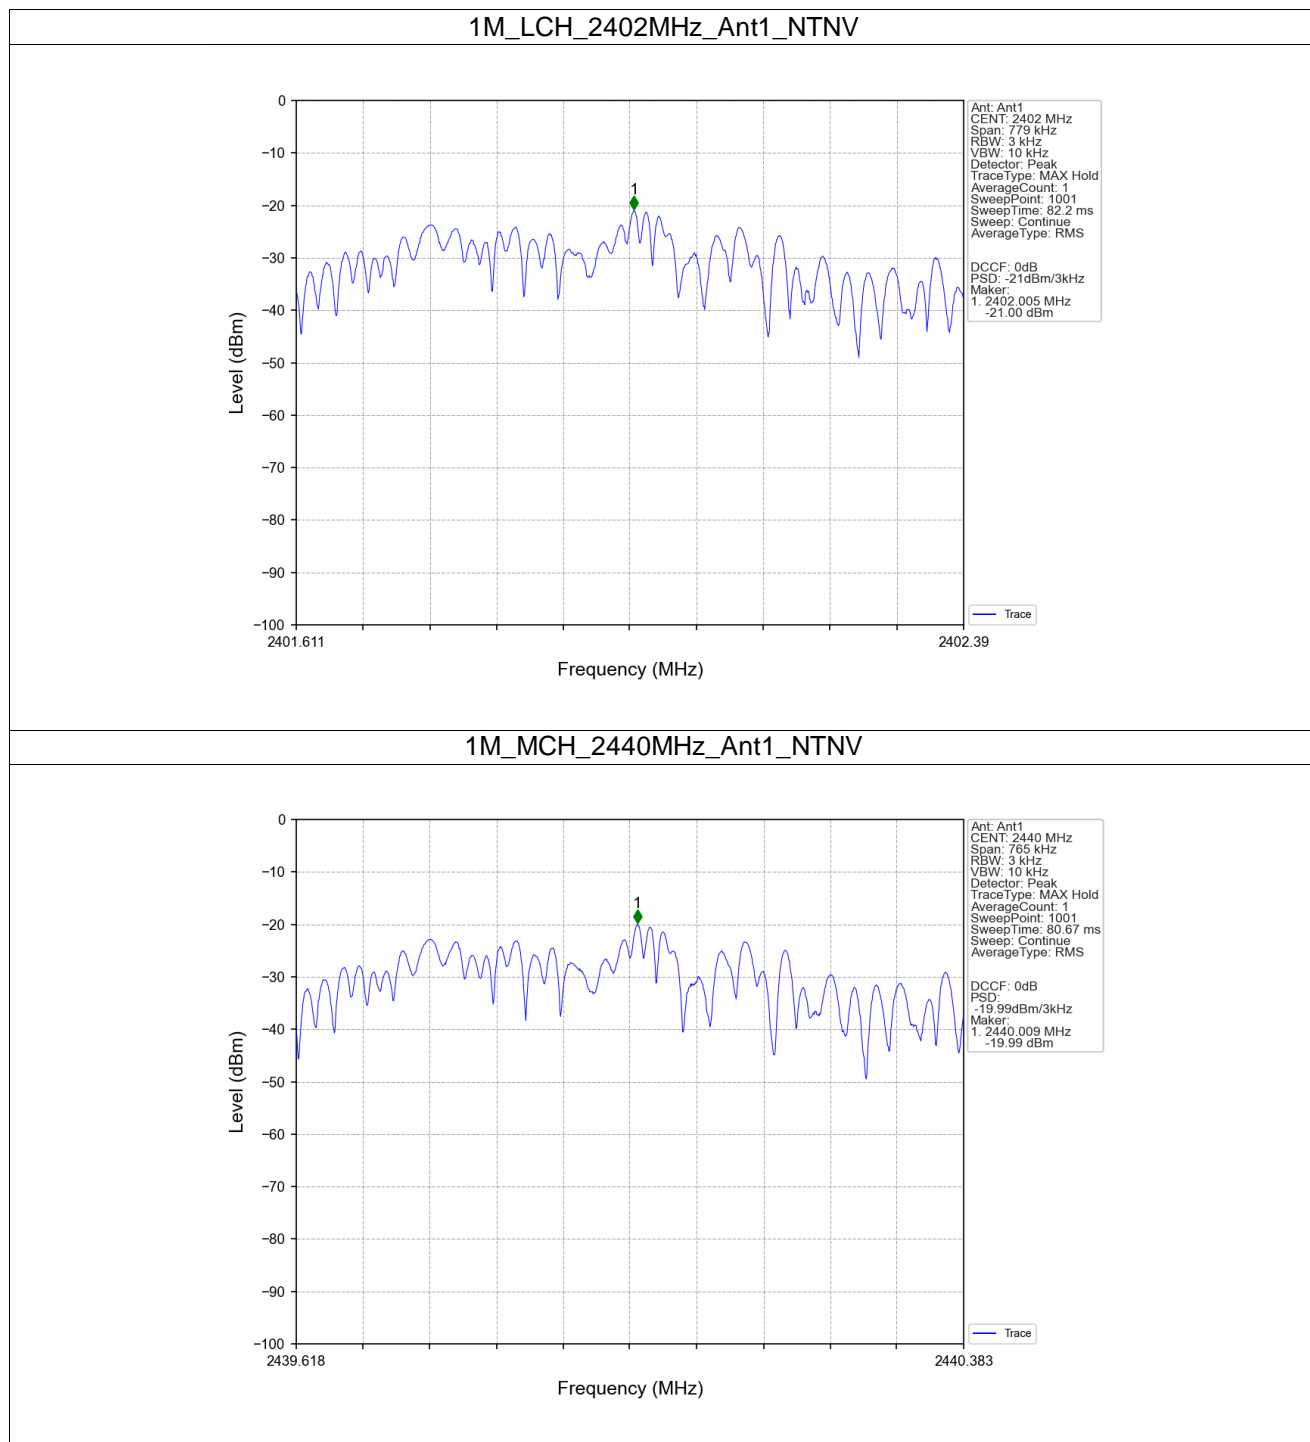 1M_LCH_2402MHz_Ant1_NTNV
0
−10
−20
−30
−40
−50
−60
−70
−80
−90
−100
Level (dBm)
1
2401.611
2402.39
Frequency (MHz)
Ant: Ant1
CENT: 2402 MHz
Span: 779 kHz
RBW: 3 kHz
VBW: 10 kHz
Detector: Peak
TraceType: MAX Hold
AverageCount: 1
SweepPoint: 1001
SweepTime: 82.2 ms
Sweep: Continue
AverageType: RMS
DCCF: 0dB
PSD: -21dBm/3kHz
Maker:
1. 2402.005 MHz
-21.00 dBm
Trace
1M_MCH_2440MHz_Ant1_NTNV
0
−10
−20
−30
−40
−50
−60
−70
−80
−90
−100
Level (dBm)
1
2439.618
2440.383
Frequency (MHz)
Ant: Ant1
CENT: 2440 MHz
Span: 765 kHz
RBW: 3 kHz
VBW: 10 kHz
Detector: Peak
TraceType: MAX Hold
AverageCount: 1
SweepPoint: 1001
SweepTime: 80.67 ms
Sweep: Continue
AverageType: RMS
DCCF: 0dB
PSD:
-19.99dBm/3kHz
Maker:
1. 2440.009 MHz
-19.99 dBm
Trace